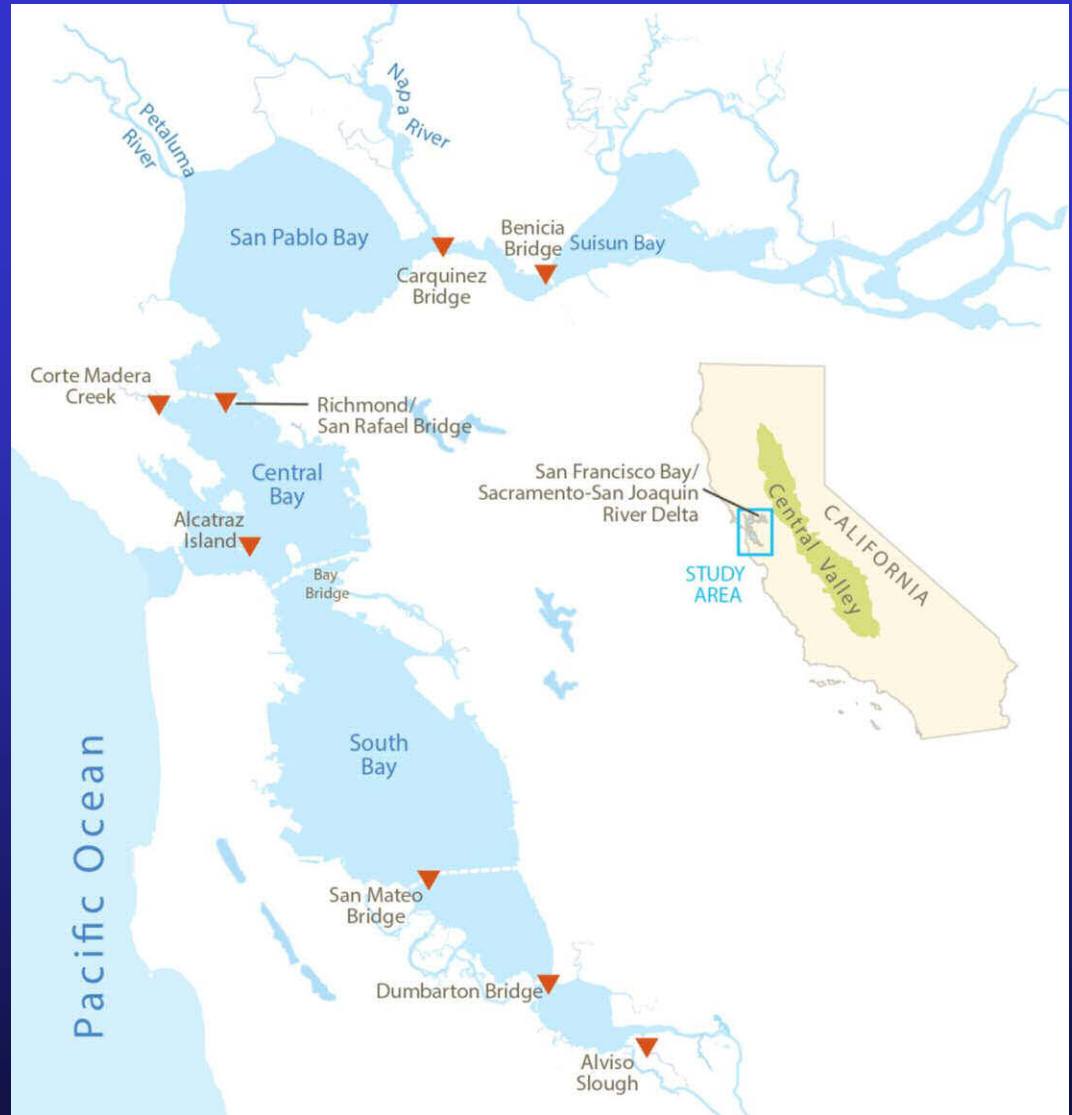 Petaluma
River
Napa River
San Pablo Bay
Benicia
Bridge
Suisun Bay
Carquinez
Bridge
Corte Madera
Creek
Richmond/
San Rafael Bridge
Central
Bay
Alcatraz
Island
Bay
Bridge
San Francisco Bay/
Sacramento-San Joaquin
River Delta
Central Valley
CALIFORNIA
STUDY
AREA
South
Bay
Pacific Ocean
San Mateo
Bridge
Dumbarton Bridge
Alviso
Slough